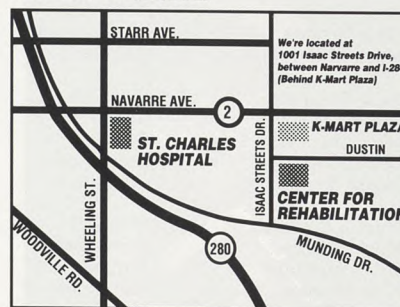 STARR AVE.
We're located at
1001 Isaac Streets Drive,
between Narvarre and I-28
(Behind K-Mart Plaza)
NAVARRE AVE.
2
K-MART PLAZA
DUSTIN
ST. CHARLES
HOSPITAL
ISAAC STREETS DR.
CENTER FOR
REHABILITATION
WHEELING ST.
280
MUNDING DR.
WOODVILLE RD.